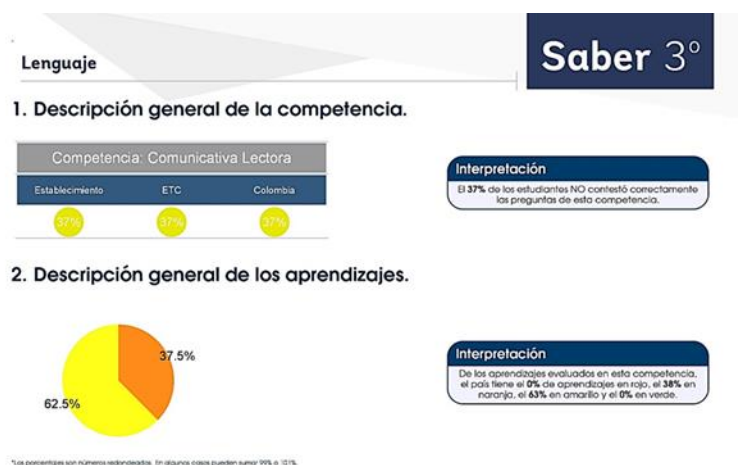 Lenguaje
Saber 3°
1. Descripción general de la competencia.
Competencia: Comunicativa Lectora
Establecimiento ETC Colombia
37% 37% 37%
Interpretación
El 37% de los estudiantes NO contestó correctamente
las preguntas de esta competencia.
2. Descripción general de los aprendizajes.
37.5%
62.5%
Interpretación
De los aprendizajes evaluados en esta competencia,
el país tiene el 0% de aprendizajes en rojo, el 38% en
naranja, el 63% en amarillo y el 0% en verde.
*Los porcentajes son números redondeados. En algunos casos pueden sumar 99% o 101%.